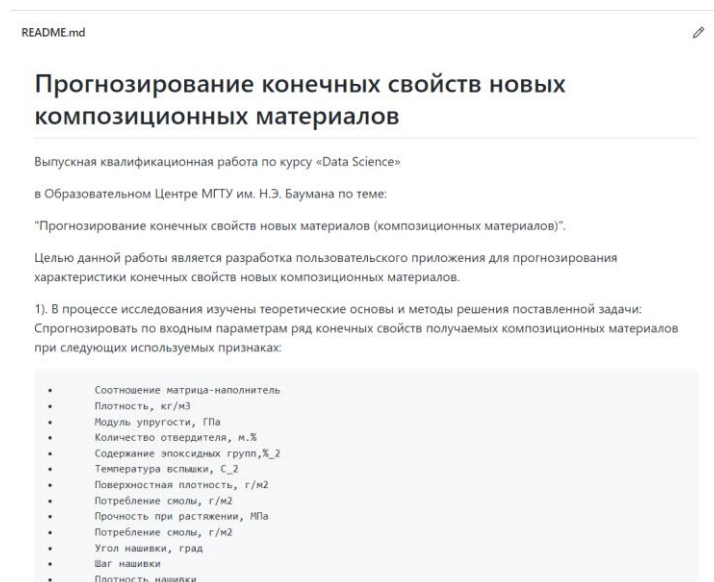 README.md
Прогнозирование конечных свойств новых
композиционных материалов
Выпускная квалификационная работа по курсу «Data Science»
в Образовательном Центре МГТУ им. Н.Э. Баумана по теме:
"Прогнозирование конечных свойств новых материалов (композиционных материалов)".
Целью данной работы является разработка пользовательского приложения для прогнозирования
характеристики конечных свойств новых композиционных материалов.
1). В процессе исследования изучены теоретические основы и методы решения поставленной задачи:
Спрогнозировать по входным параметрам ряд конечных свойств получаемых композиционных материалов
при следующих используемых признаках:
• Соотношение матрица-наполнитель
• Плотность, кг/м3
• Модуль упругости, ГПа
• Количество отвердителя, м.%
• Содержание эпоксидных групп,%_2
• Температура вспышки, С_2
• Поверхностная плотность, г/м2
• Потребление смолы, г/м2
• Прочность при растяжении, МПа
• Потребление смолы, г/м2
• Угол нашивки, град
• Шаг нашивки
• Плотность нашивки